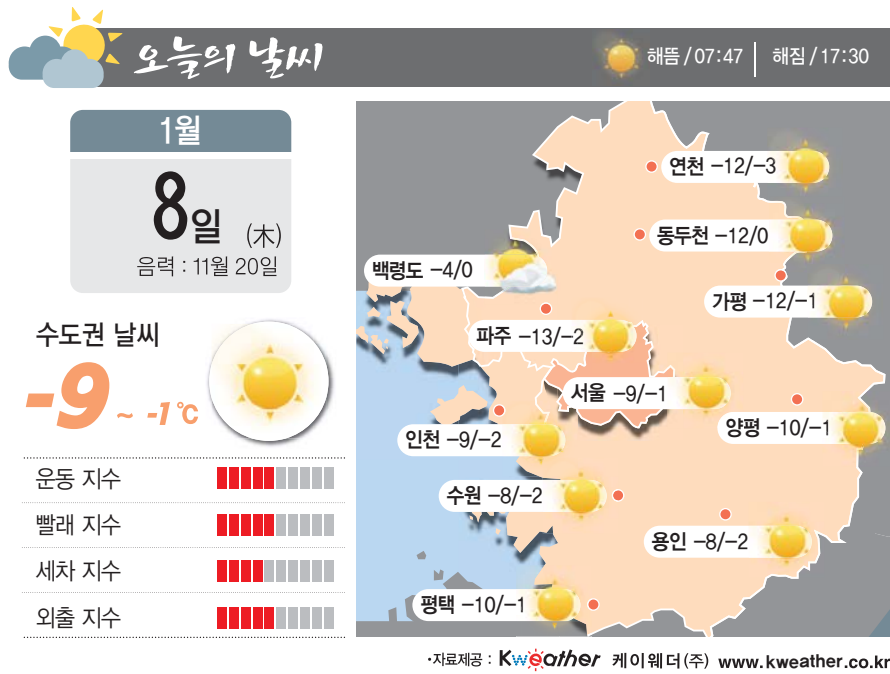 오늘의 날씨
해뜸 / 07:47
해짐 / 17:30
1월
8일 (木)
음력 : 11월 20일
수도권 날씨
-9 ~ -1℃
운동 지수
빨래 지수
세차 지수
외출 지수
연천 -12/-3
동두천 -12/0
백령도 -4/0
가평 -12/-1
파주 -13/-2
서울 -9/-1
양평 -10/-1
인천 -9/-2
수원 -8/-2
용인 -8/-2
평택 -10/-1
·자료제공 : Kweather 케이웨더(주) www.kweather.co.kr